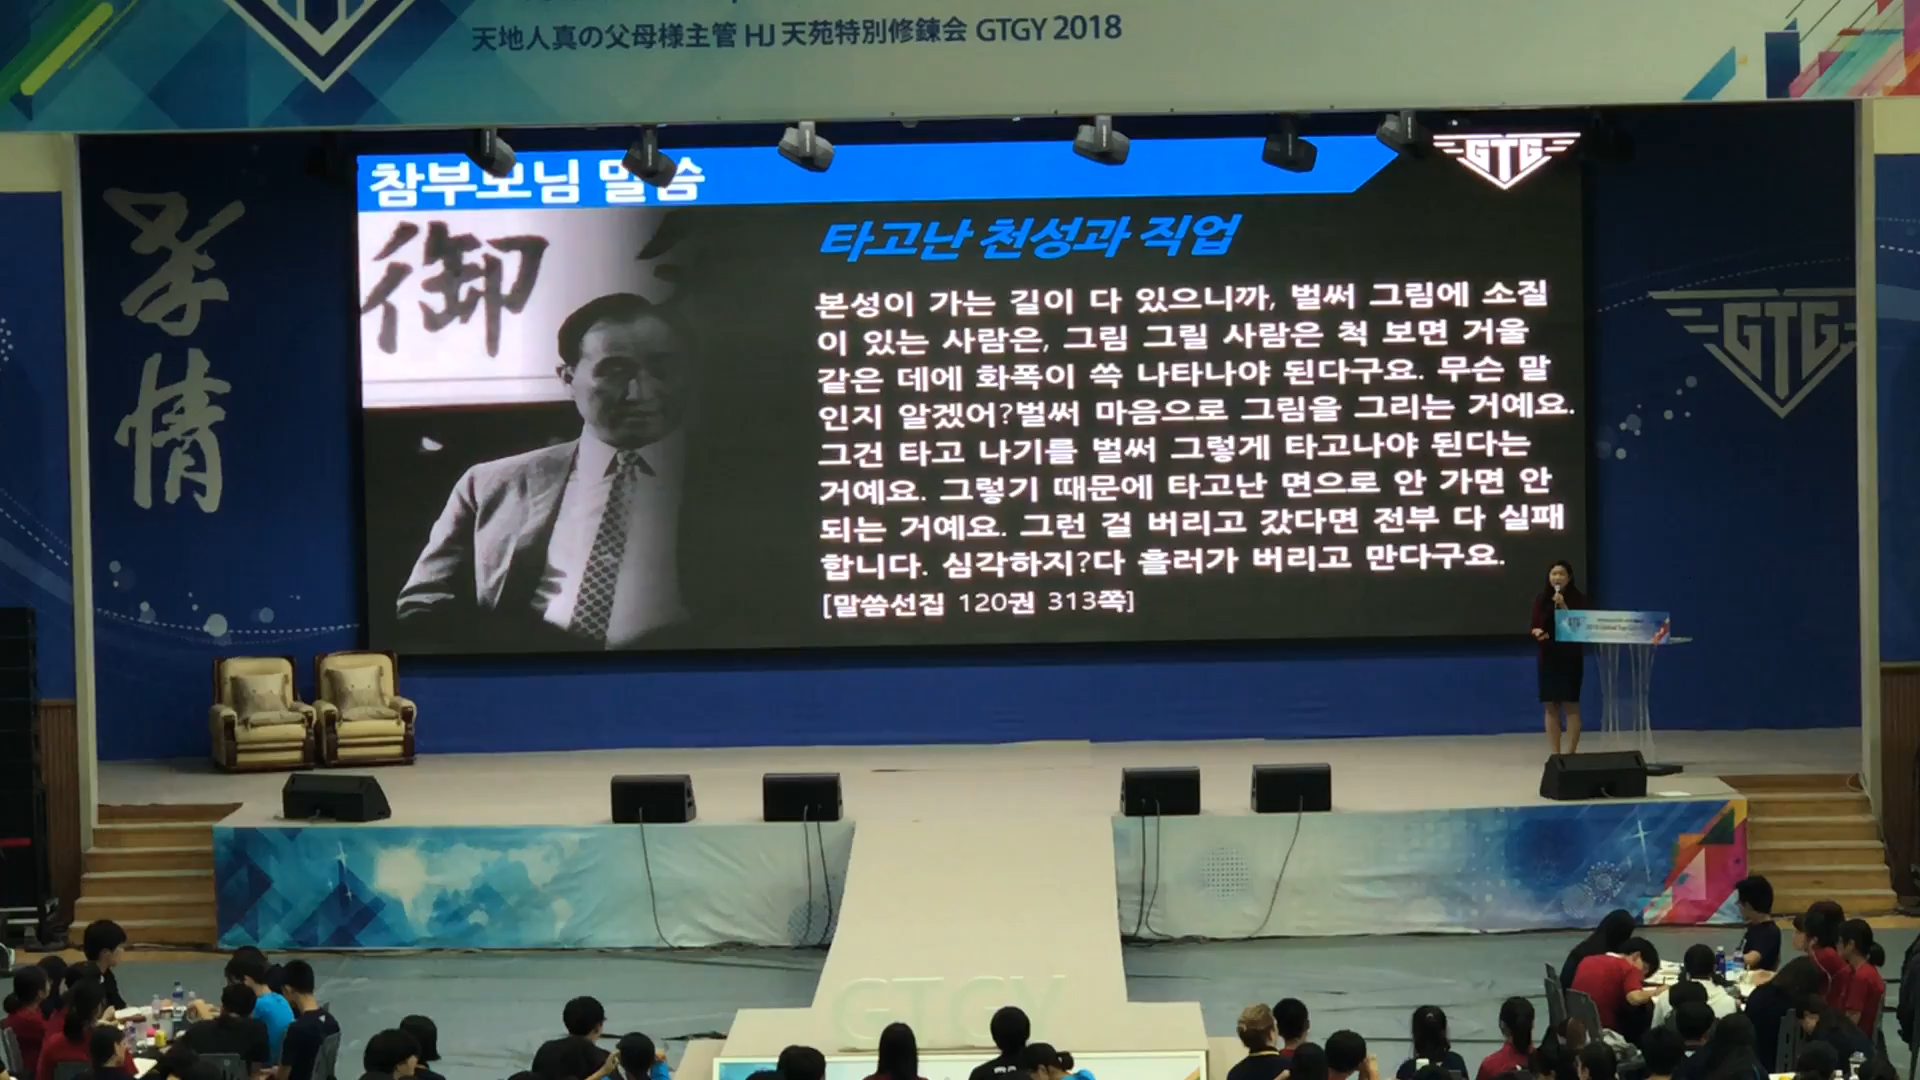 天地人真の父母様主管 HJ 天苑特別修鍊会 GTGY 2018
참부모님 말씀
GTG
孝情
御
타고난 천성과 직업
본성이 가는 길이 다 있으니까, 벌써 그림에 소질
이 있는 사람은, 그림 그릴 사람은 척 보면 거울
같은 데에 화폭이 쓱 나타나야 된다구요. 무슨 말
인지 알겠어?벌써 마음으로 그림을 그리는 거예요.
그건 타고 나기를 벌써 그렇게 타고나야 된다는
거예요. 그렇기 때문에 타고난 면으로 안 가면 안
되는 거예요. 그런 걸 버리고 갔다면 전부 다 실패
합니다. 심각하지?다 흘러가 버리고 만다구요.
[말씀선집 120권 313쪽]
GTG
GTGY